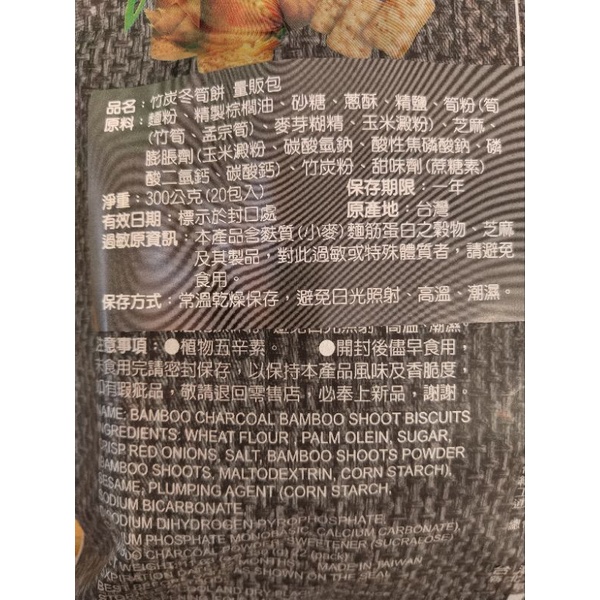 品名：竹炭冬筍餅 量販包
原料：麵粉、精製棕櫚油、砂糖、蔥酥、精鹽、筍粉(筍
(竹筍、孟宗筍)、麥芽糊精、玉米澱粉)、芝麻、
膨脹劑(玉米澱粉、碳酸氫鈉、酸性焦磷酸鈉、磷
酸二氫鈣、碳酸鈣)、竹炭粉、甜味劑(蔗糖素)
淨重：300公克(20包入) 保存期限：一年
有效日期：標示於封口處 原產地：台灣
過敏原資訊：本產品含麩質(小麥)麵筋蛋白之穀物、芝麻
及其製品，對此過敏或特殊體質者，請避免
食用。
保存方式：常溫乾燥保存，避免日光照射、高溫、潮濕。
注意事項：●植物五辛素。 ●開封後儘早食用，
未食用完請密封保存，以保持本產品風味及香脆度，
如有瑕疵品，敬請退回零售店，必奉上新品，謝謝。
NAME: BAMBOO CHARCOAL BAMBOO SHOOT BISCUITS
INGREDIENTS: WHEAT FLOUR , PALM OLEIN, SUGAR,
CRISP RED ONIONS, SALT, BAMBOO SHOOTS POWDER
(BAMBOO SHOOTS, MALTODEXTRIN, CORN STARCH),
SESAME, PLUMPING AGENT (CORN STARCH,
SODIUM BICARBONATE,
DISODIUM DIHYDROGEN PYROPHOSPHATE,
CALCIUM PHOSPHATE MONOBASIC, CALCIUM CARBONATE),
BAMBOO CHARCOAL POWDER, SWEETENER (SUCRALOSE)
MONTHS MADE IN TAIWAN
AS SHOWN ON THE SEAL